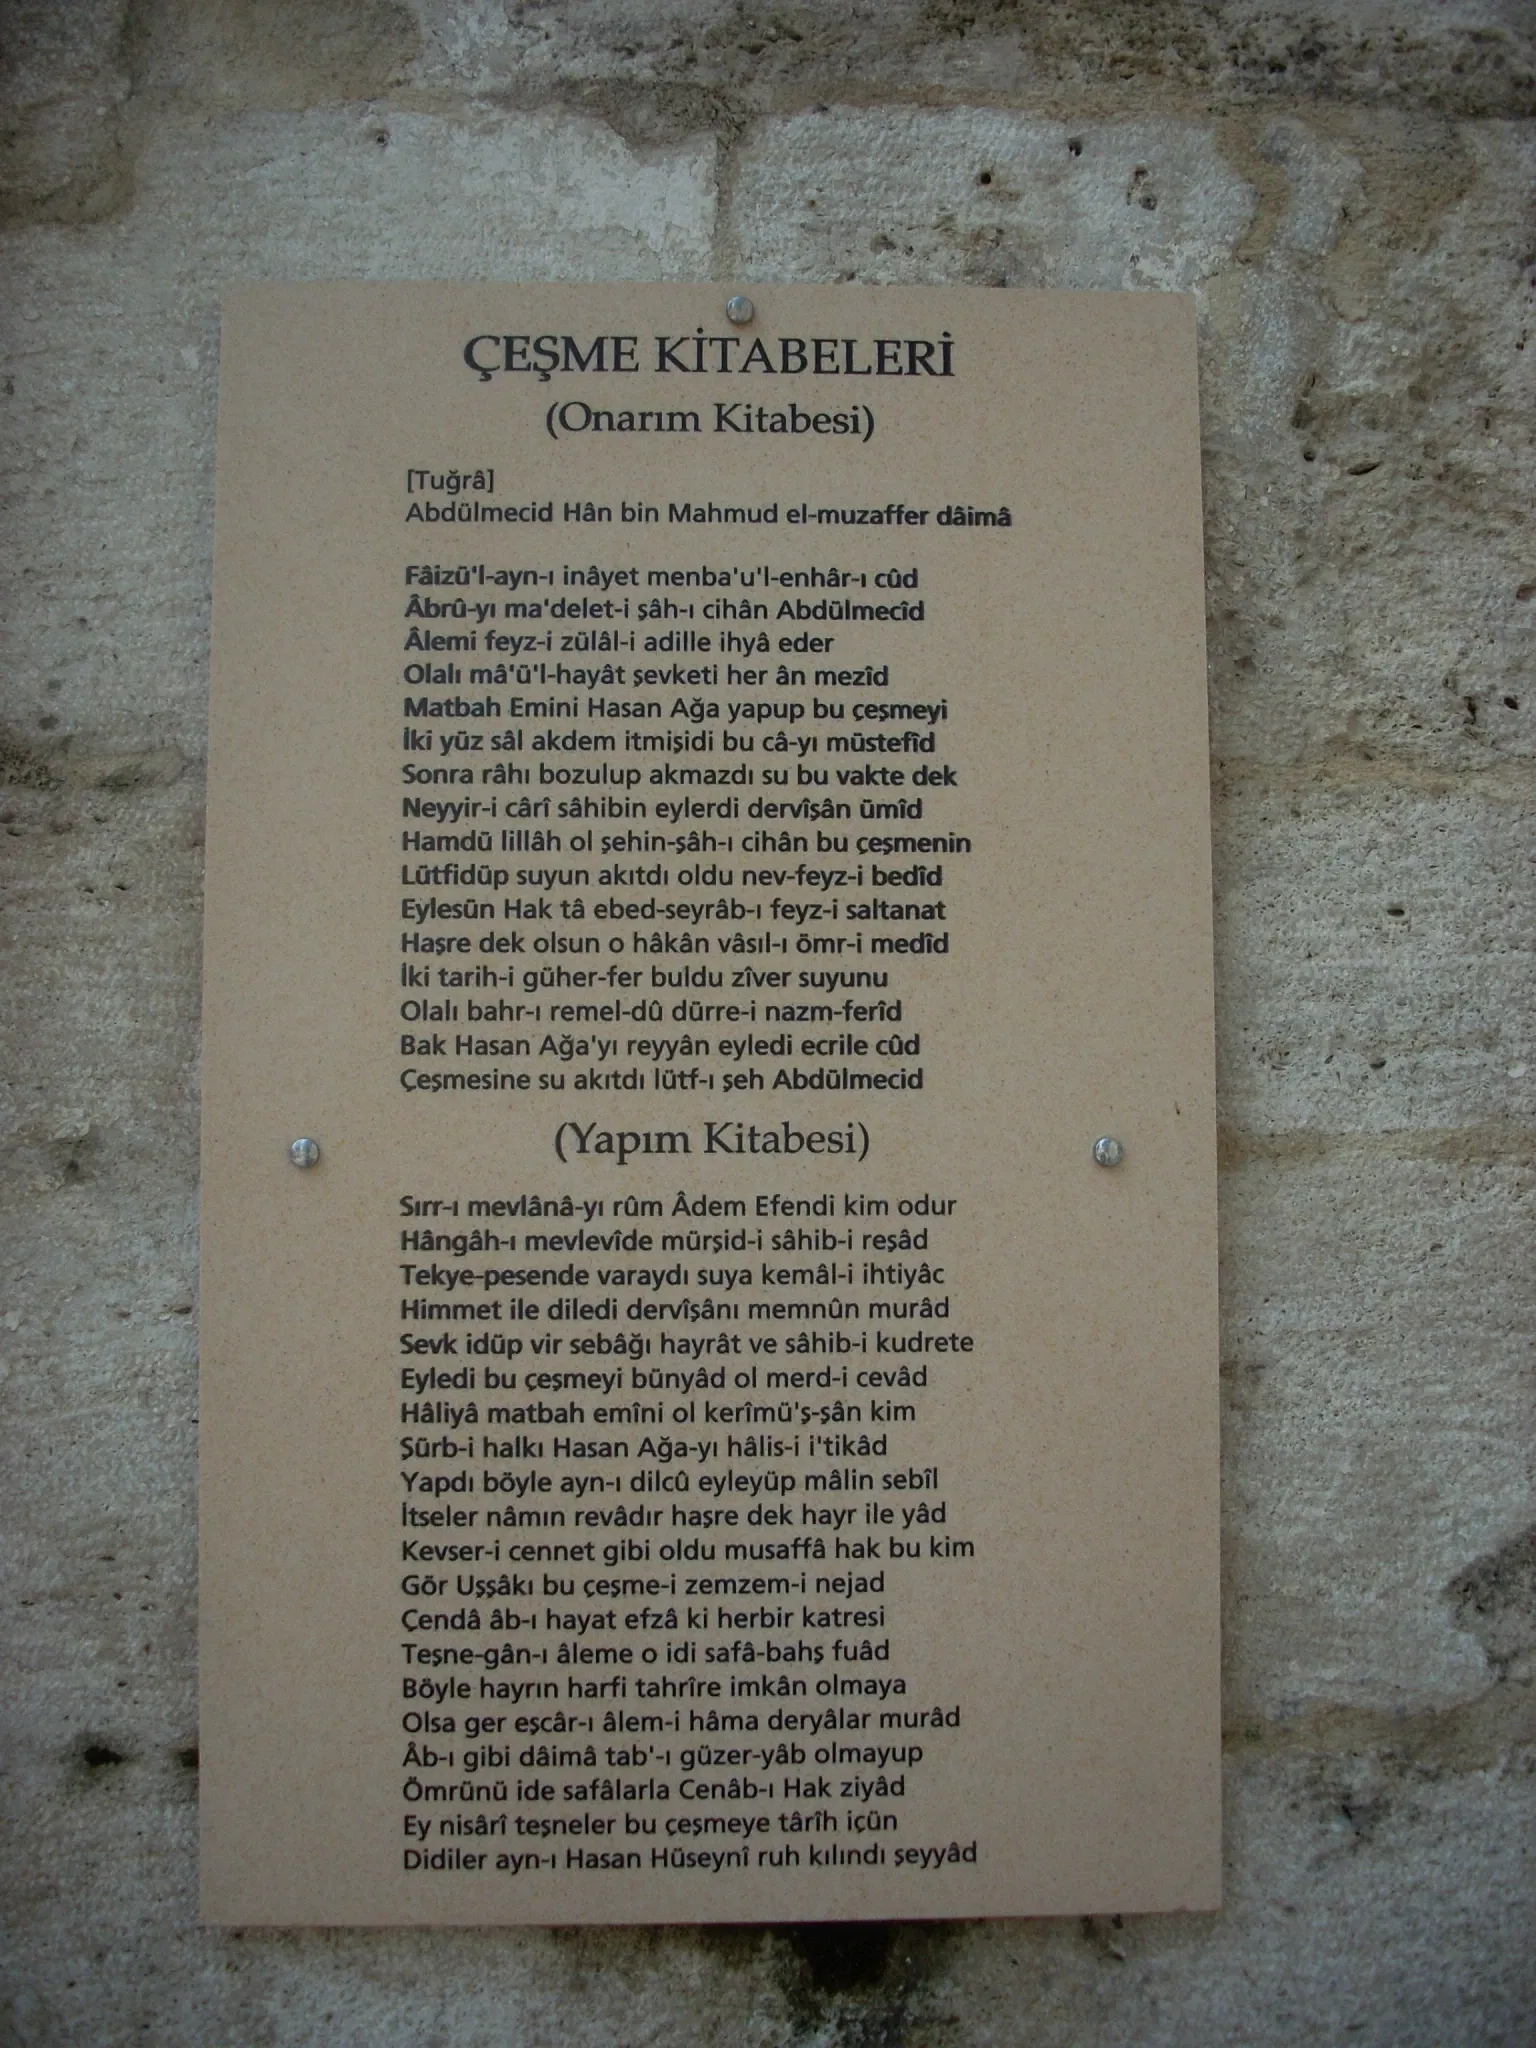 ÇEŞME KİTABELERİ
(Onarım Kitabesi)
[Tuğrâ]
Abdülmecid Hân bin Mahmud el-muzaffer dâimâ
Fâizü'l-ayn-ı inâyet menba'u'l-enhâr-ı cûd
Âbrû-yı ma'delet-i şâh-ı cihân Abdülmecîd
Âlemi feyz-i zülâl-i adille ihyâ eder
Olalı mâ'ü'l-hayât şevketi her ân mezîd
Matbah Emini Hasan Ağa yapup bu çeşmeyi
İki yüz sâl akdem itmişidi bu câ-yı müstefîd
Sonra râhı bozulup akmazdı su bu vakte dek
Neyyir-i cârî sâhibin eylerdi dervîşân ümîd
Hamdü lillâh ol şehin-şâh-ı cihân bu çeşmenin
Lütfidüp suyun akıtdı oldu nev-feyz-i bedîd
Eylesün Hak tâ ebed-seyrâb-ı feyz-i saltanat
Haşre dek olsun o hâkân vâsıl-ı ömr-i medîd
İki tarih-i güher-fer buldu zîver suyunu
Olalı bahr-ı remel-dû dürre-i nazm-ferîd
Bak Hasan Ağa'yı reyyân eyledi ecrile cûd
Çeşmesine su akıtdı lütf-ı şeh Abdülmecid
(Yapım Kitabesi)
Sırr-ı mevlânâ-yı rûm Âdem Efendi kim odur
Hângâh-ı mevlevîde mürşid-i sâhib-i reşâd
Tekye-pesende varaydı suya kemâl-i ihtiyâc
Himmet ile diledi dervîşânı memnûn murâd
Sevk idüp vir sebâğı hayrât ve sâhib-i kudrete
Eyledi bu çeşmeyi bünyâd ol merd-i cevâd
Hâliyâ matbah emîni ol kerîmü'ş-şân kim
Şürb-i halkı Hasan Ağa-yı hâlis-i i'tikâd
Yapdı böyle ayn-ı dilcû eyleyüp mâlin sebîl
İtseler nâmın revâdır haşre dek hayr ile yâd
Kevser-i cennet gibi oldu musaffâ hak bu kim
Gör Uşşâkı bu çeşme-i zemzem-i nejad
Çendâ âb-ı hayat efzâ ki herbir katresi
Teşne-gân-ı âleme o idi safâ-bahş fuâd
Böyle hayrın harfi tahrîre imkân olmaya
Olsa ger eşcâr-ı âlem-i hâma deryâlar murâd
Âb-ı gibi dâimâ tab'-ı güzer-yâb olmayup
Ömrünü ide safâlarla Cenâb-ı Hak ziyâd
Ey nisârî teşneler bu çeşmeye târîh içün
Didiler ayn-ı Hasan Hüseynî ruh kılındı şeyyâd